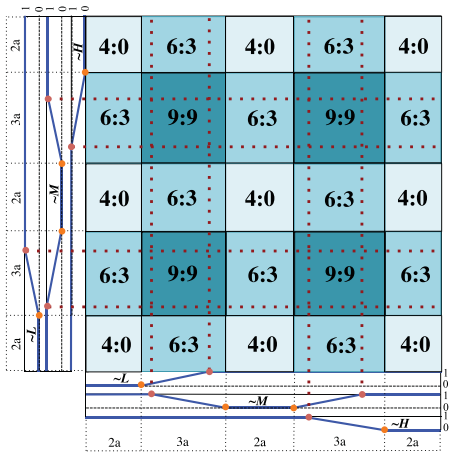 1 0 1 0 1 0
2a ~H 4:0 6:3 4:0 6:3 4:0
3a 6:3 9:9 6:3 9:9 6:3
2a ~M 4:0 6:3 4:0 6:3 4:0
3a 6:3 9:9 6:3 9:9 6:3
2a ~L 4:0 6:3 4:0 6:3 4:0
~L 1
0
~M 1
0
~H 1
0
2a 3a 2a 3a 2a